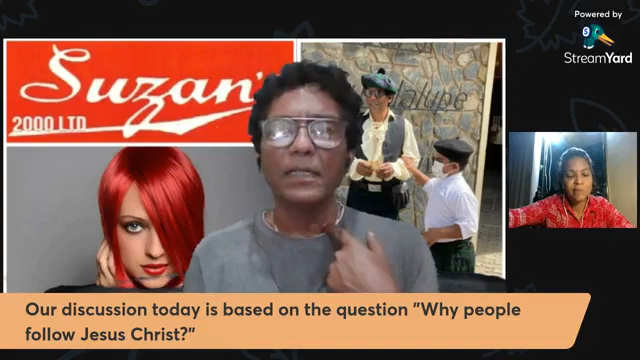 Powered by
StreamYard
Suzan's
2000 LTD
Our discussion today is based on the question "Why people
follow Jesus Christ?"